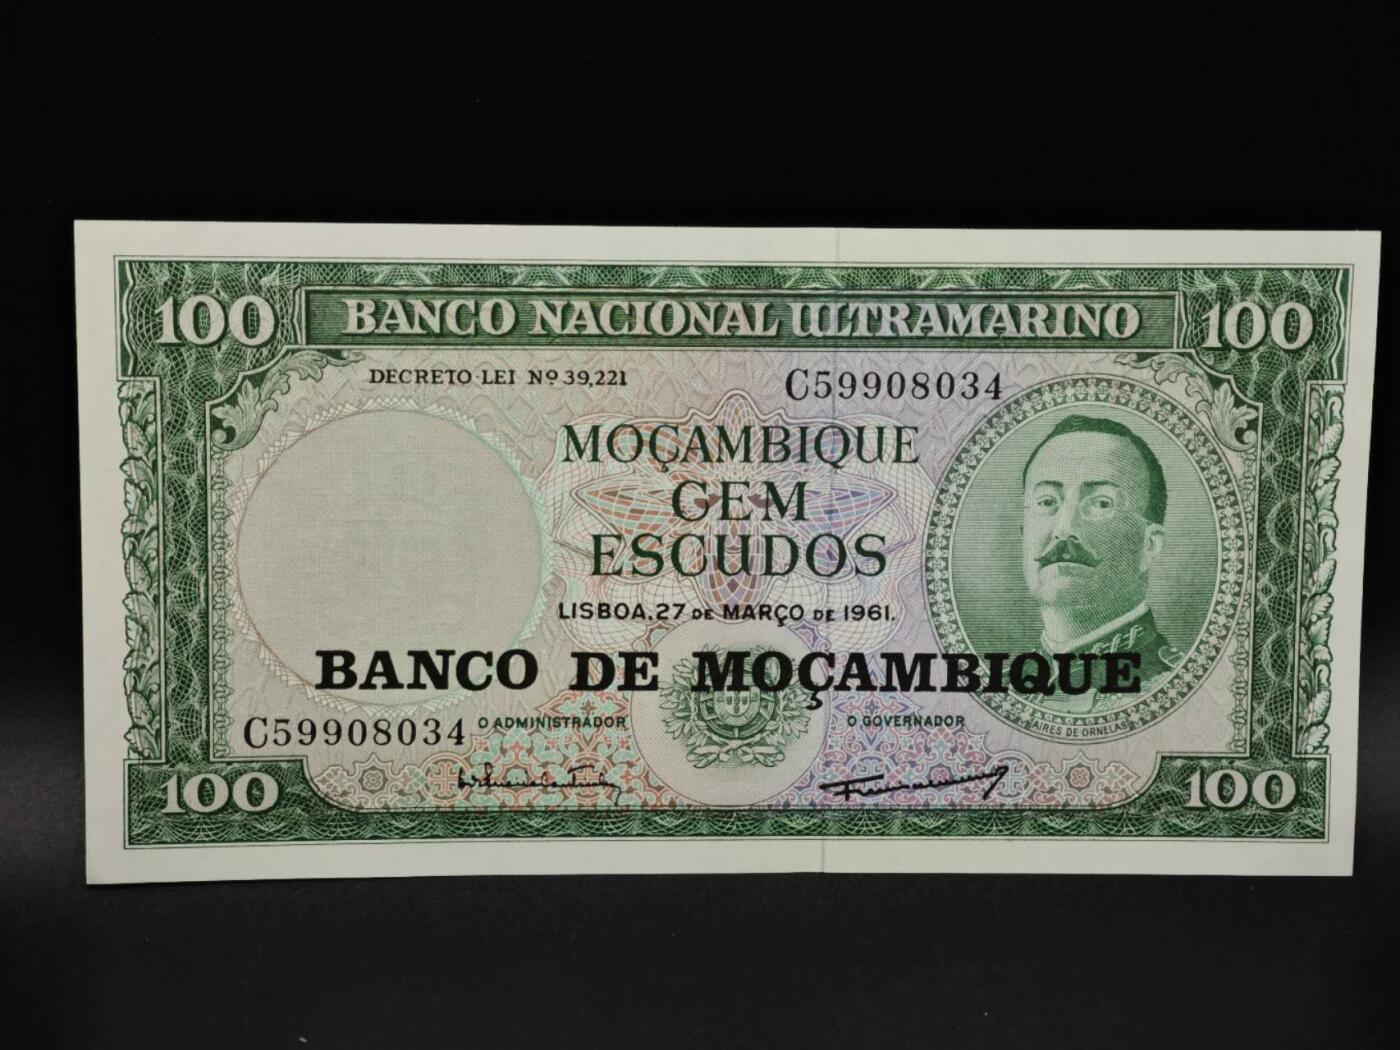 100 BANCO NACIONAL ULTRAMARINO 100
DECRETO-LEI Nº 39,221
C59908034
MOÇAMBIQUE
CEM
ESCUDOS
LISBOA, 27 DE MARÇO DE 1961.
BANCO DE MOÇAMBIQUE
C59908034
O ADMINISTRADOR
O GOVERNADOR
AIRES DE ORNELAS
100
100